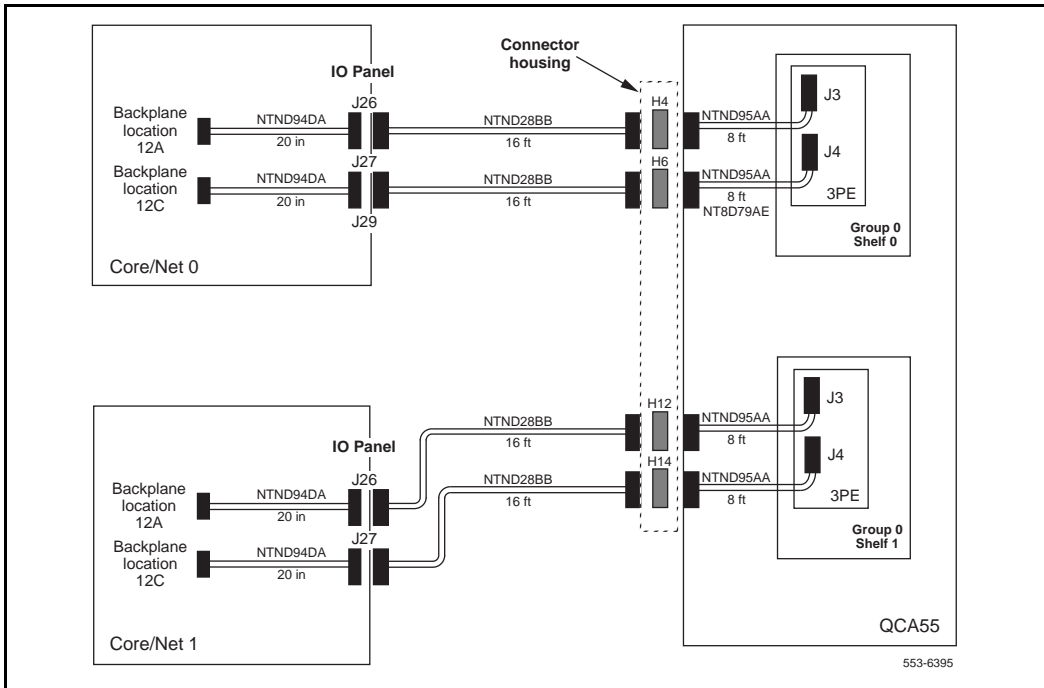 Connector
housing
IO Panel
J26
Backplane
location
12A
NTND94DA
20 in
NTND28BB
16 ft
H4
NTND95AA
8 ft
J3
J27
Backplane
location
12C
NTND94DA
20 in
J29
NTND28BB
16 ft
H6
NTND95AA
8 ft
NT8D79AE
J4
3PE
Group 0
Shelf 0
Core/Net 0
IO Panel
J26
Backplane
location
12A
NTND94DA
20 in
NTND28BB
16 ft
H12
NTND95AA
8 ft
J3
J27
Backplane
location
12C
NTND94DA
20 in
NTND28BB
16 ft
H14
NTND95AA
8 ft
J4
3PE
Group 0
Shelf 1
Core/Net 1
QCA55
553-6395